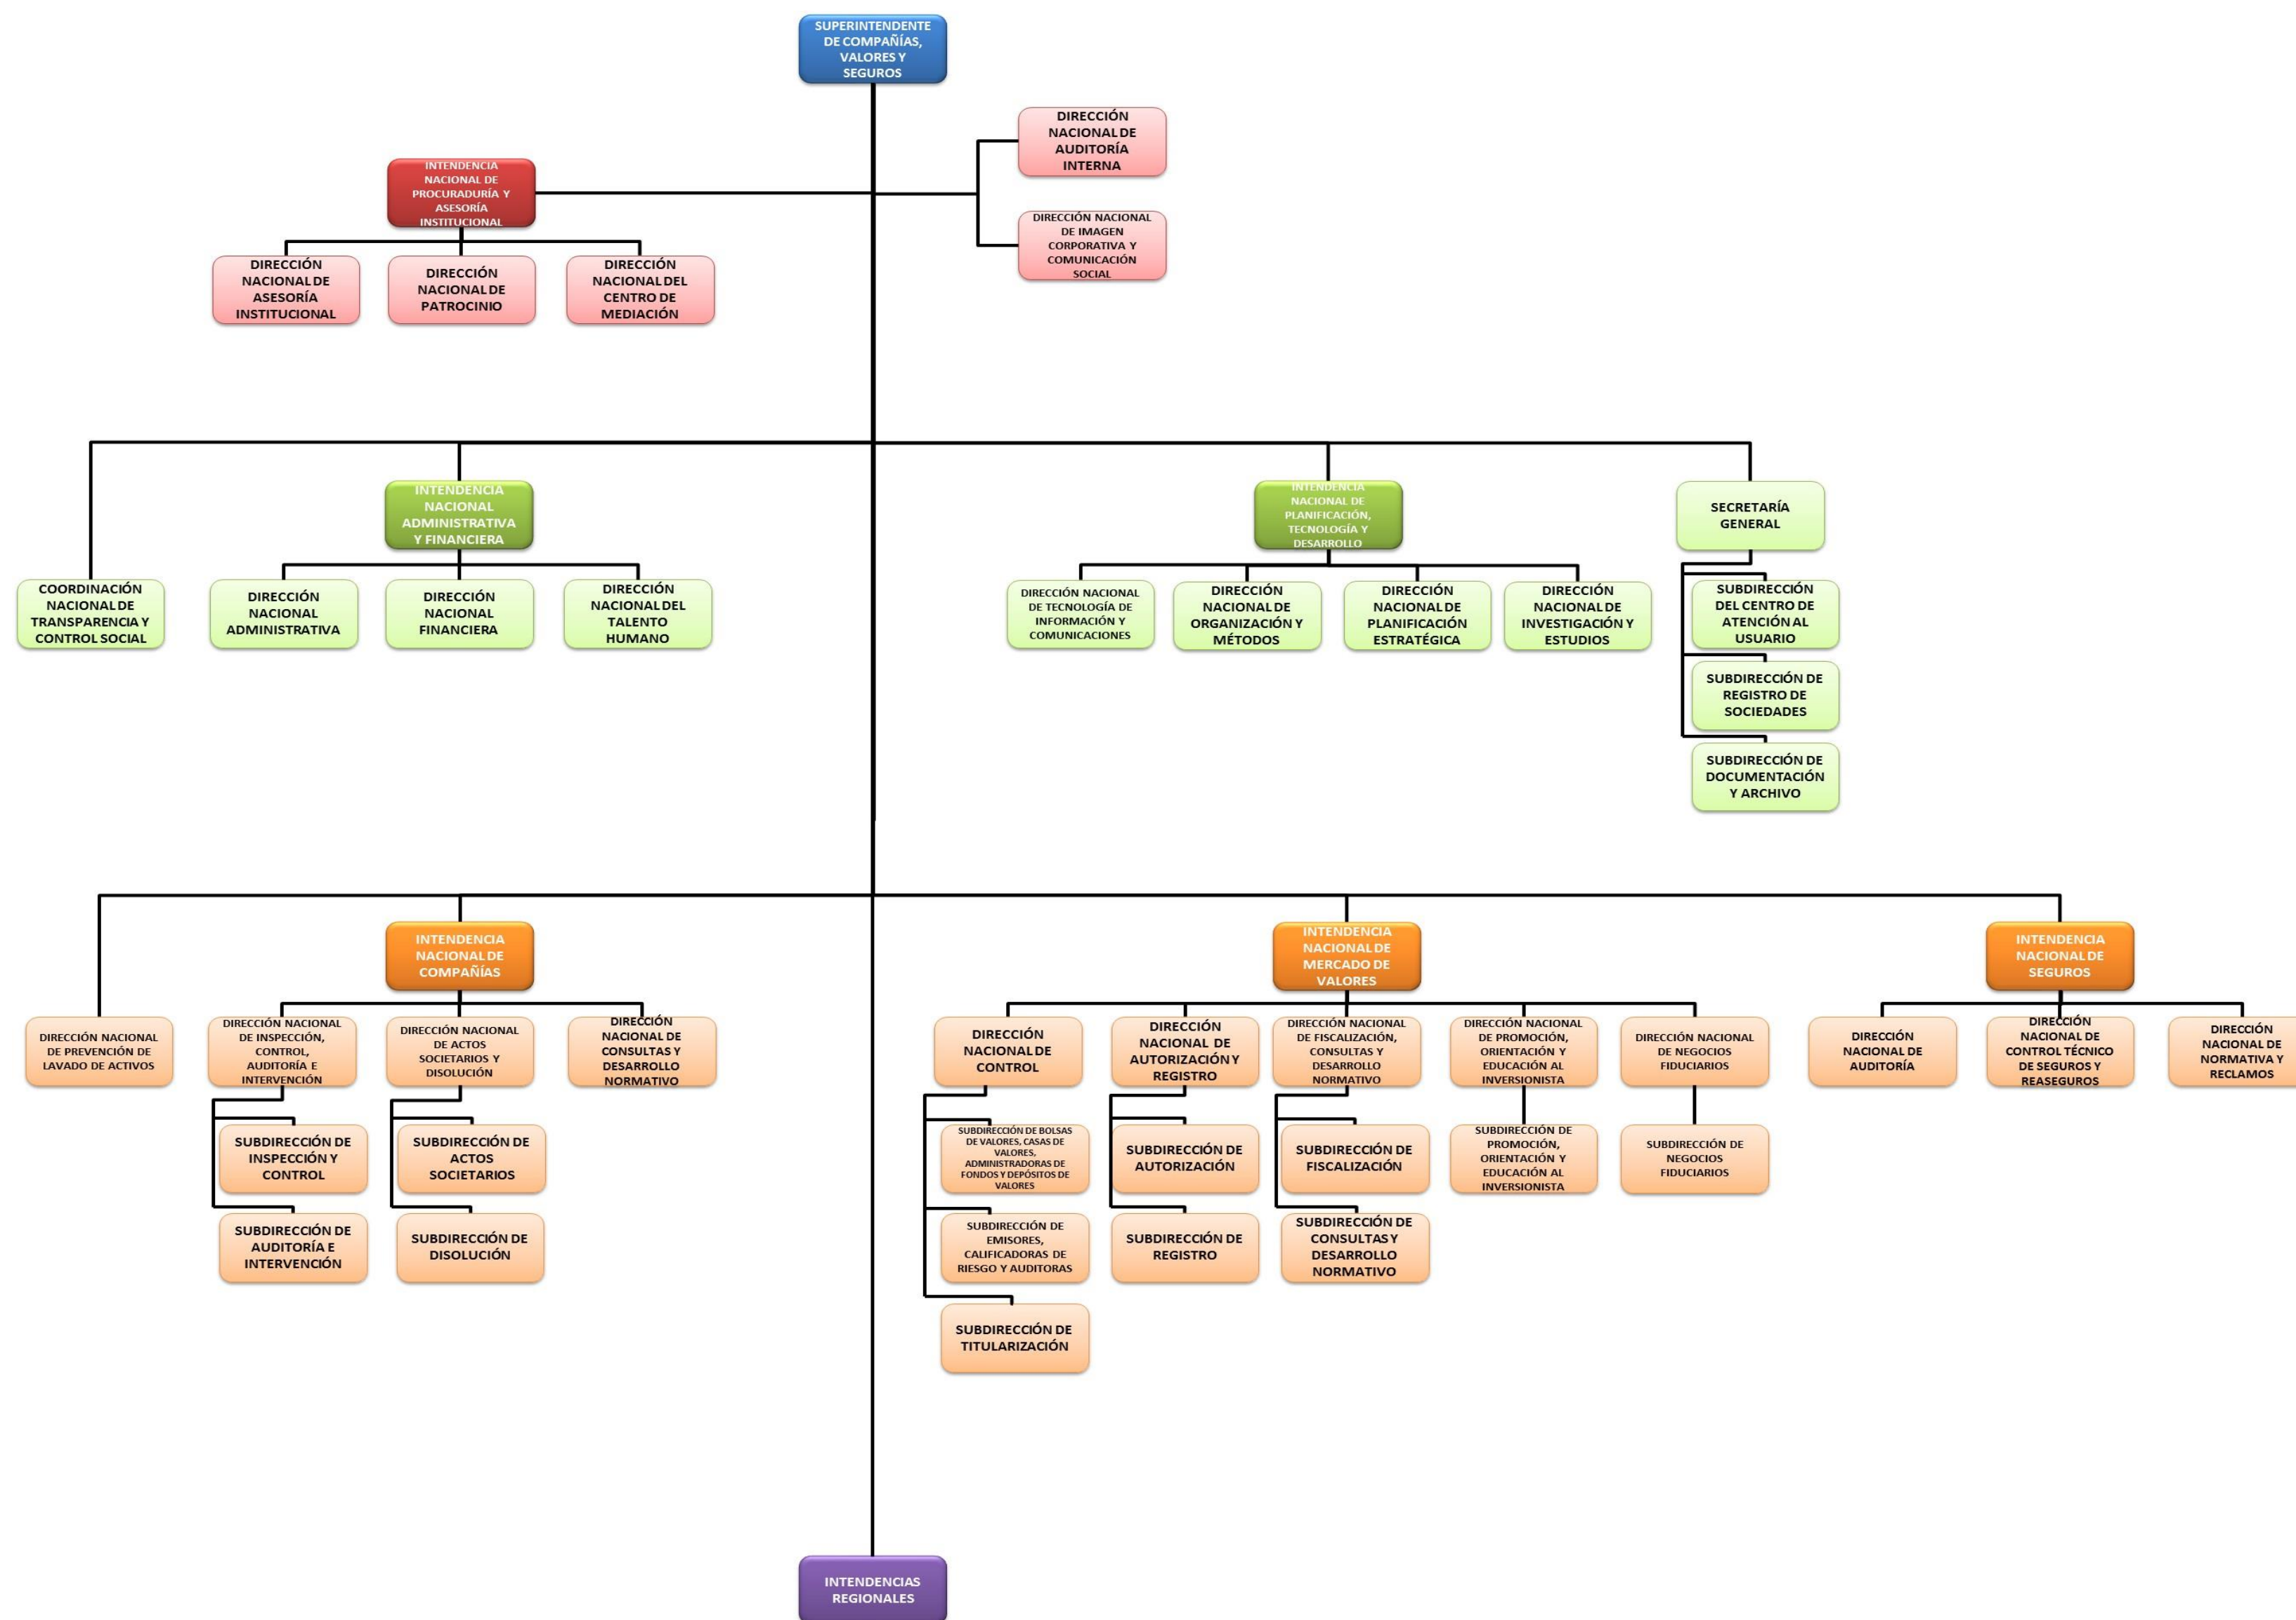 SUPERINTENDENTE
DE COMPAÑÍAS,
VALORES Y
SEGUROS
DIRECCIÓN
NACIONAL DE
AUDITORÍA
INTERNA
INTENDENCIA
NACIONAL DE
PROCURADURÍA Y
ASESORÍA
INSTITUCIONAL
DIRECCIÓN NACIONAL
DE IMAGEN
CORPORATIVA Y
COMUNICACIÓN
SOCIAL
DIRECCIÓN
NACIONAL DE
ASESORÍA
INSTITUCIONAL
DIRECCIÓN
NACIONAL DE
PATROCINIO
DIRECCIÓN
NACIONAL DEL
CENTRO DE
MEDIACIÓN
INTENDENCIA
NACIONAL
ADMINISTRATIVA
Y FINANCIERA
INTENDENCIA
NACIONAL DE
PLANIFICACIÓN,
TECNOLOGÍA Y
DESARROLLO
SECRETARÍA
GENERAL
COORDINACIÓN
NACIONAL DE
TRANSPARENCIA Y
CONTROL SOCIAL
DIRECCIÓN
NACIONAL
ADMINISTRATIVA
DIRECCIÓN
NACIONAL
FINANCIERA
DIRECCIÓN
NACIONAL DEL
TALENTO
HUMANO
DIRECCIÓN NACIONAL
DE TECNOLOGÍA DE
INFORMACIÓN Y
COMUNICACIONES
DIRECCIÓN
NACIONAL DE
ORGANIZACIÓN Y
MÉTODOS
DIRECCIÓN
NACIONAL DE
PLANIFICACIÓN
ESTRATÉGICA
DIRECCIÓN
NACIONAL DE
INVESTIGACIÓN Y
ESTUDIOS
SUBDIRECCIÓN
DEL CENTRO DE
ATENCIÓN AL
USUARIO
SUBDIRECCIÓN DE
REGISTRO DE
SOCIEDADES
SUBDIRECCIÓN DE
DOCUMENTACIÓN
Y ARCHIVO
INTENDENCIA
NACIONAL DE
COMPAÑÍAS
INTENDENCIA
NACIONAL DE
MERCADO DE
VALORES
INTENDENCIA
NACIONAL DE
SEGUROS
DIRECCIÓN NACIONAL
DE PREVENCIÓN DE
LAVADO DE ACTIVOS
DIRECCIÓN NACIONAL
DE INSPECCIÓN,
CONTROL,
AUDITORÍA E
INTERVENCIÓN
DIRECCIÓN NACIONAL
DE ACTOS
SOCIETARIOS Y
DISOLUCIÓN
DIRECCIÓN
NACIONAL DE
CONSULTAS Y
DESARROLLO
NORMATIVO
DIRECCIÓN
NACIONAL DE
CONTROL
DIRECCIÓN
NACIONAL DE
AUTORIZACIÓN Y
REGISTRO
DIRECCIÓN NACIONAL
DE FISCALIZACIÓN,
CONSULTAS Y
DESARROLLO
NORMATIVO
DIRECCIÓN NACIONAL
DE PROMOCIÓN,
ORIENTACIÓN Y
EDUCACIÓN AL
INVERSIONISTA
DIRECCIÓN NACIONAL
DE NEGOCIOS
FIDUCIARIOS
DIRECCIÓN
NACIONAL DE
AUDITORÍA
DIRECCIÓN
NACIONAL DE
CONTROL TÉCNICO
DE SEGUROS Y
REASEGUROS
DIRECCIÓN
NACIONAL DE
NORMATIVA Y
RECLAMOS
SUBDIRECCIÓN DE
INSPECCIÓN Y
CONTROL
SUBDIRECCIÓN DE
ACTOS
SOCIETARIOS
SUBDIRECCIÓN DE BOLSAS
DE VALORES, CASAS DE
VALORES,
ADMINISTRADORAS DE
FONDOS Y DEPÓSITOS DE
VALORES
SUBDIRECCIÓN DE
AUTORIZACIÓN
SUBDIRECCIÓN DE
FISCALIZACIÓN
SUBDIRECCIÓN DE
PROMOCIÓN,
ORIENTACIÓN Y
EDUCACIÓN AL
INVERSIONISTA
SUBDIRECCIÓN DE
NEGOCIOS
FIDUCIARIOS
SUBDIRECCIÓN DE
AUDITORÍA E
INTERVENCIÓN
SUBDIRECCIÓN DE
DISOLUCIÓN
SUBDIRECCIÓN DE
EMISORES,
CALIFICADORAS DE
RIESGO Y AUDITORAS
SUBDIRECCIÓN DE
REGISTRO
SUBDIRECCIÓN DE
CONSULTAS Y
DESARROLLO
NORMATIVO
SUBDIRECCIÓN DE
TITULARIZACIÓN
INTENDENCIAS
REGIONALES